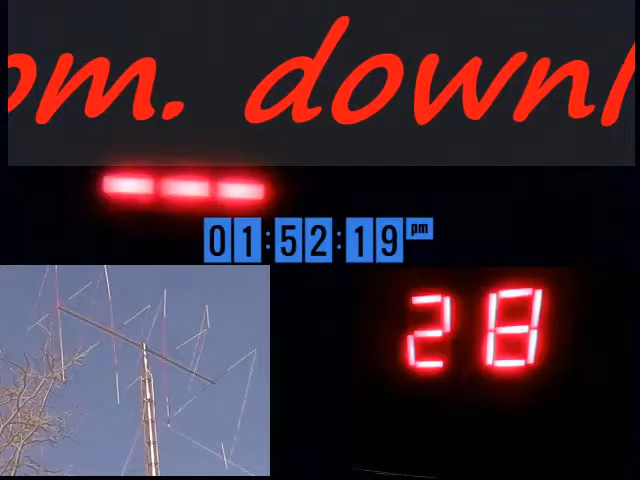 om. downl
---
01:52:19 pm
28